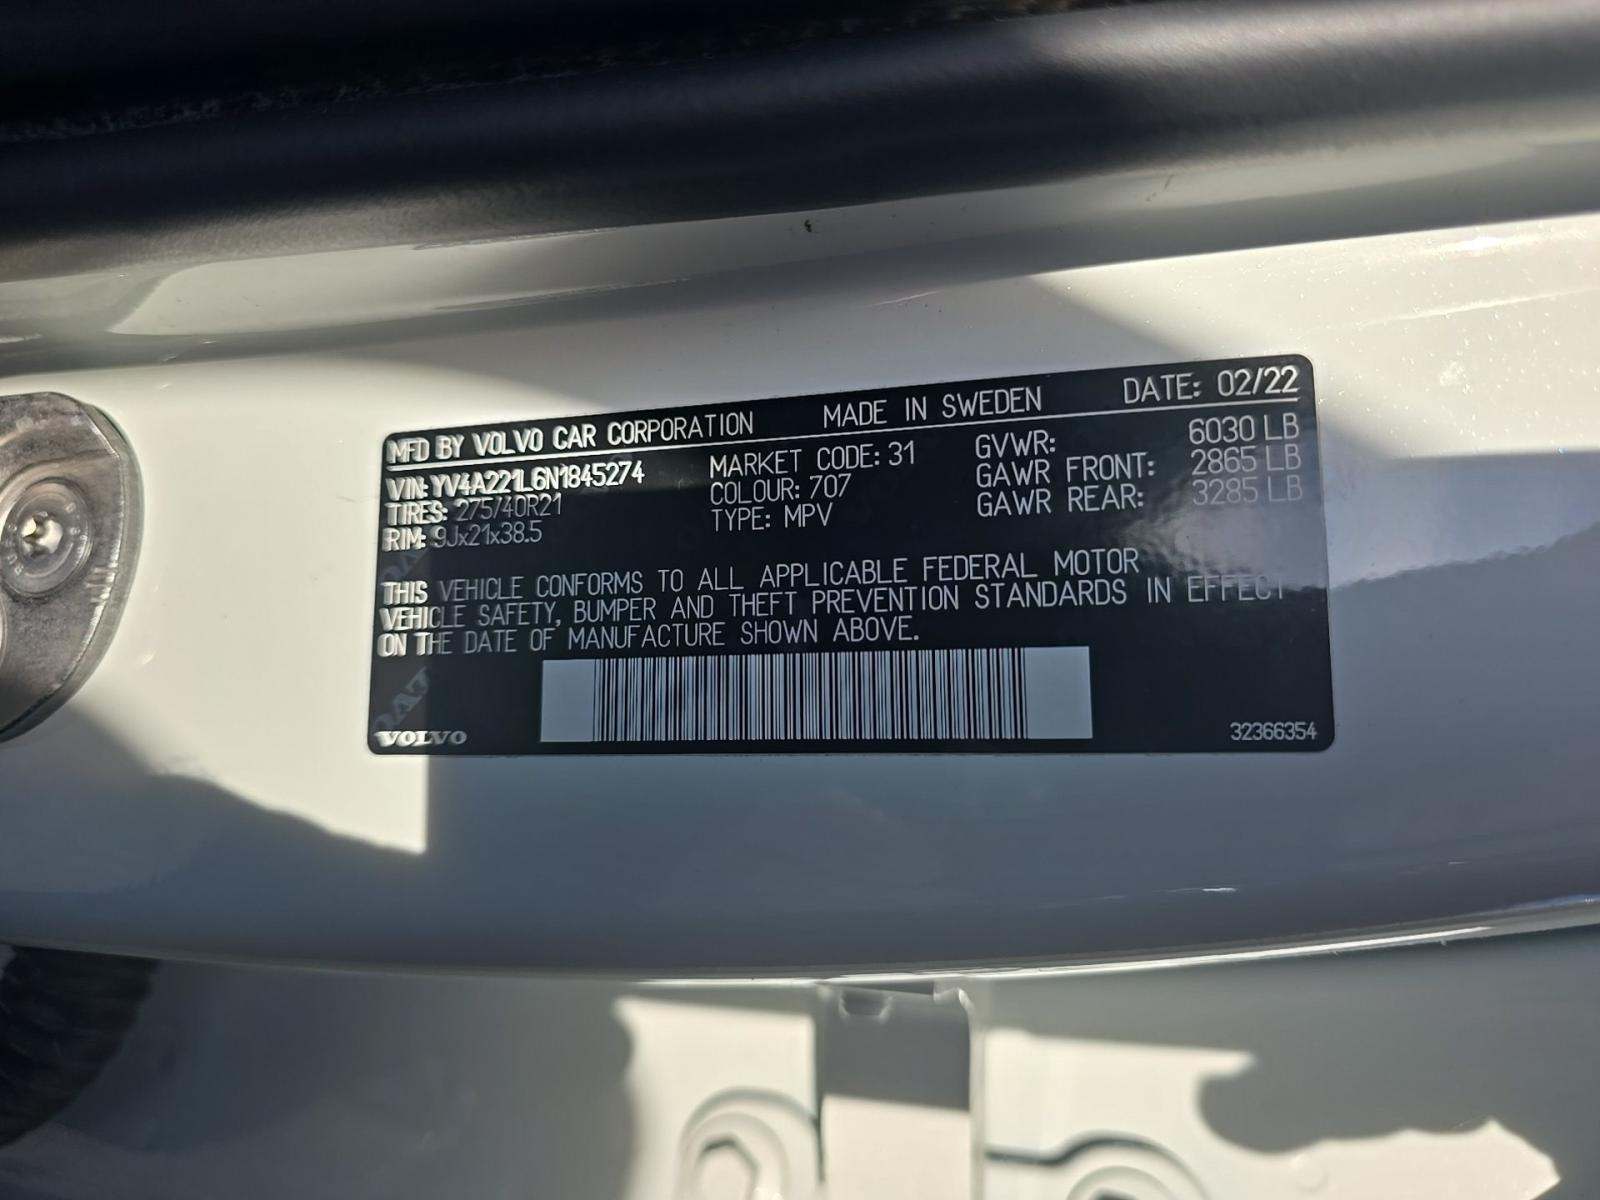 MFD BY VOLVO CAR CORPORATION MADE IN SWEDEN DATE: 02/22
VIN: YV4A221L6N1845274 MARKET CODE: 31 GVWR: 6030 LB
TIRES: 275/40R21 COLOUR: 707 GAWR FRONT: 2865 LB
RIM: 9Jx21x38.5 TYPE: MPV GAWR REAR: 3285 LB
THIS VEHICLE CONFORMS TO ALL APPLICABLE FEDERAL MOTOR
VEHICLE SAFETY, BUMPER AND THEFT PREVENTION STANDARDS IN EFFECT
ON THE DATE OF MANUFACTURE SHOWN ABOVE.
VOLVO 32366354